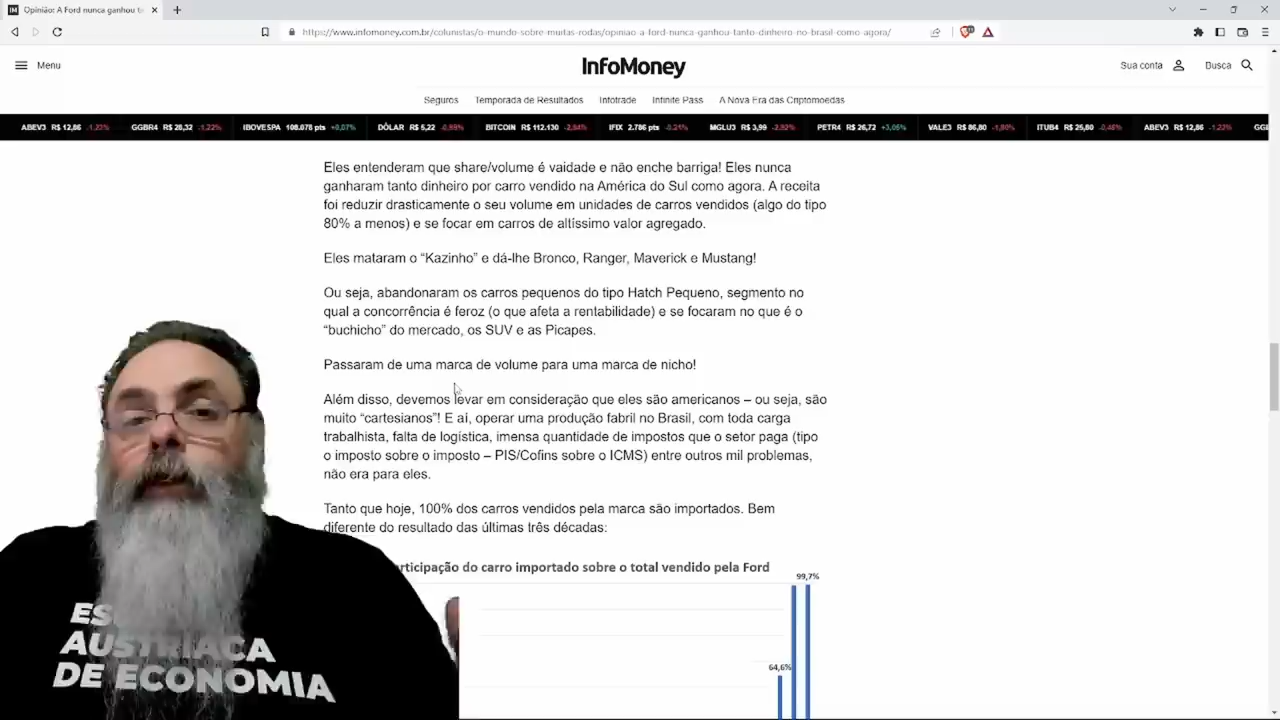 Opinião: A Ford nunca ganhou t
https://www.infomoney.com.br/colunistas/o-mundo-sobre-muitas-rodas/opiniao-a-ford-nunca-ganhou-tanto-dinheiro-no-brasil-como-agora/
Menu
InfoMoney
Sua conta
Busca
Seguros Temporada de Resultados Infotrade Infinite Pass A Nova Era das Criptomoedas
ABEV3 R$ 12,86 -1,23% GGBR4 R$ 28,32 -1,22% IBOVESPA 108.078 pts +0,07% DÓLAR R$ 5,22 -0,55% BITCOIN R$ 112.130 -2,84% IFIX 2.786 pts -0,21% MGLU3 R$ 3,99 -2,92% PETR4 R$ 26,72 +3,05% VALE3 R$ 86,80 -1,80% ITUB4 R$ 25,80 -0,46% ABEV3 R$ 12,86 -1,23%
Eles entenderam que share/volume é vaidade e não enche barriga! Eles nunca
ganharam tanto dinheiro por carro vendido na América do Sul como agora. A receita
foi reduzir drasticamente o seu volume em unidades de carros vendidos (algo do tipo
80% a menos) e se focar em carros de altíssimo valor agregado.
Eles mataram o “Kazinho” e dá-lhe Bronco, Ranger, Maverick e Mustang!
Ou seja, abandonaram os carros pequenos do tipo Hatch Pequeno, segmento no
qual a concorrência é feroz (o que afeta a rentabilidade) e se focaram no que é o
“buchicho” do mercado, os SUV e as Picapes.
Passaram de uma marca de volume para uma marca de nicho!
Além disso, devemos levar em consideração que eles são americanos – ou seja, são
muito “cartesianos”! E aí, operar uma produção fabril no Brasil, com toda carga
trabalhista, falta de logística, imensa quantidade de impostos que o setor paga (tipo
o imposto sobre o imposto – PIS/Cofins sobre o ICMS) entre outros mil problemas,
não era para eles.
Tanto que hoje, 100% dos carros vendidos pela marca são importados. Bem
diferente do resultado das últimas três décadas:
rticipação do carro importado sobre o total vendido pela Ford
99,7%
64,6%
ES
AUSTRIACA
DE ECONOMIA